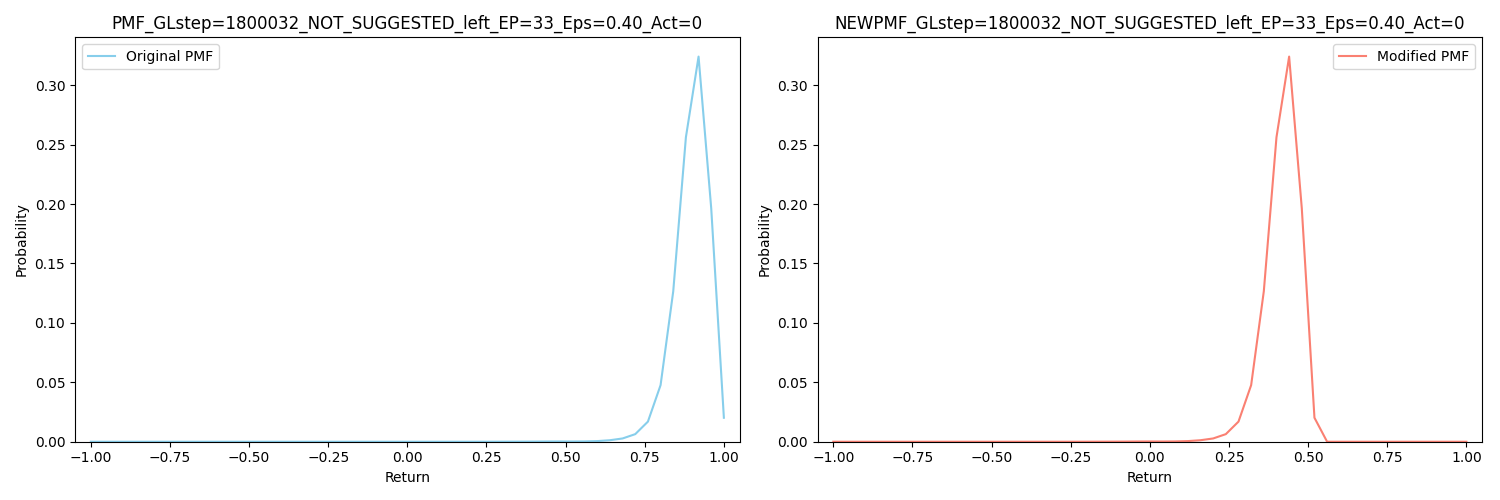 PMF_GLstep=1800032_NOT_SUGGESTED_left_EP=33_Eps=0.40_Act=0
Original PMF
Probability
0.30
0.25
0.20
0.15
0.10
0.05
0.00
−1.00 −0.75 −0.50 −0.25 0.00 0.25 0.50 0.75 1.00
Return
NEWPMF_GLstep=1800032_NOT_SUGGESTED_left_EP=33_Eps=0.40_Act=0
Modified PMF
Probability
0.30
0.25
0.20
0.15
0.10
0.05
0.00
−1.00 −0.75 −0.50 −0.25 0.00 0.25 0.50 0.75 1.00
Return